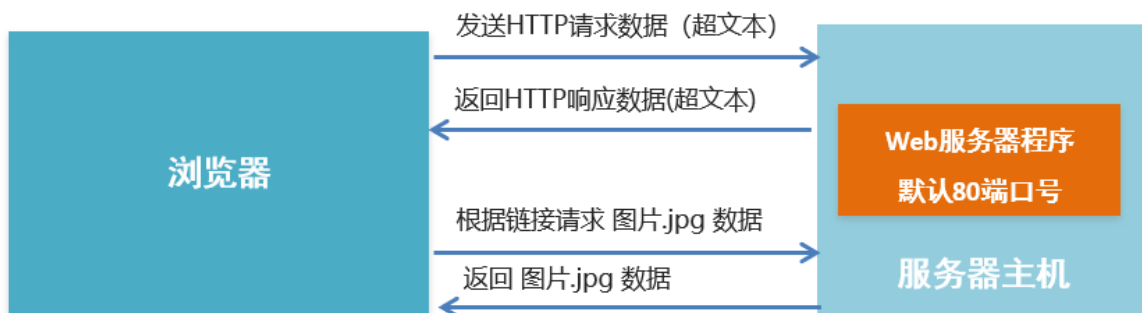 发送HTTP请求数据（超文本）
返回HTTP响应数据(超文本)
浏览器
Web服务器程序
默认80端口号
根据链接请求 图片.jpg 数据
服务器主机
返回 图片.jpg 数据